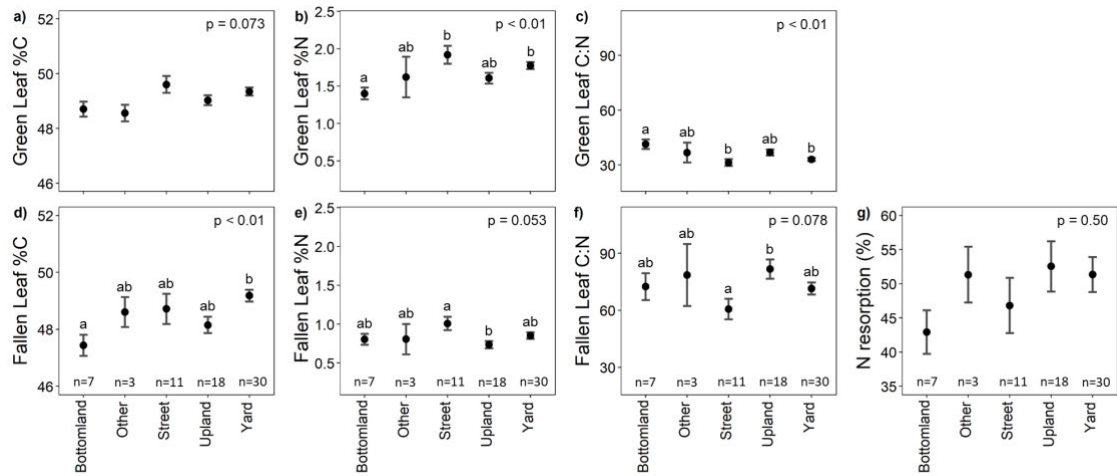 a) p = 0.073
Green Leaf %C
52
50
48
46
b) p < 0.01
Green Leaf %N
2.5
2.0
1.5
1.0
0.5
a ab b ab b
c) p < 0.01
Green Leaf C:N
90
60
30
a ab b ab b
d) p < 0.01
Fallen Leaf %C
52
50
48
46
a ab ab ab b
n=7 n=3 n=11 n=18 n=30
Bottomland
Other
Street
Upland
Yard
e) p = 0.053
Fallen Leaf %N
2.5
2.0
1.5
1.0
0.5
ab ab a b ab
n=7 n=3 n=11 n=18 n=30
Bottomland
Other
Street
Upland
Yard
f) p = 0.078
Fallen Leaf C:N
90
60
30
ab ab a b ab
n=7 n=3 n=11 n=18 n=30
Bottomland
Other
Street
Upland
Yard
g) p = 0.50
N resorption (%)
60
55
50
45
40
35
n=7 n=3 n=11 n=18 n=30
Bottomland
Other
Street
Upland
Yard